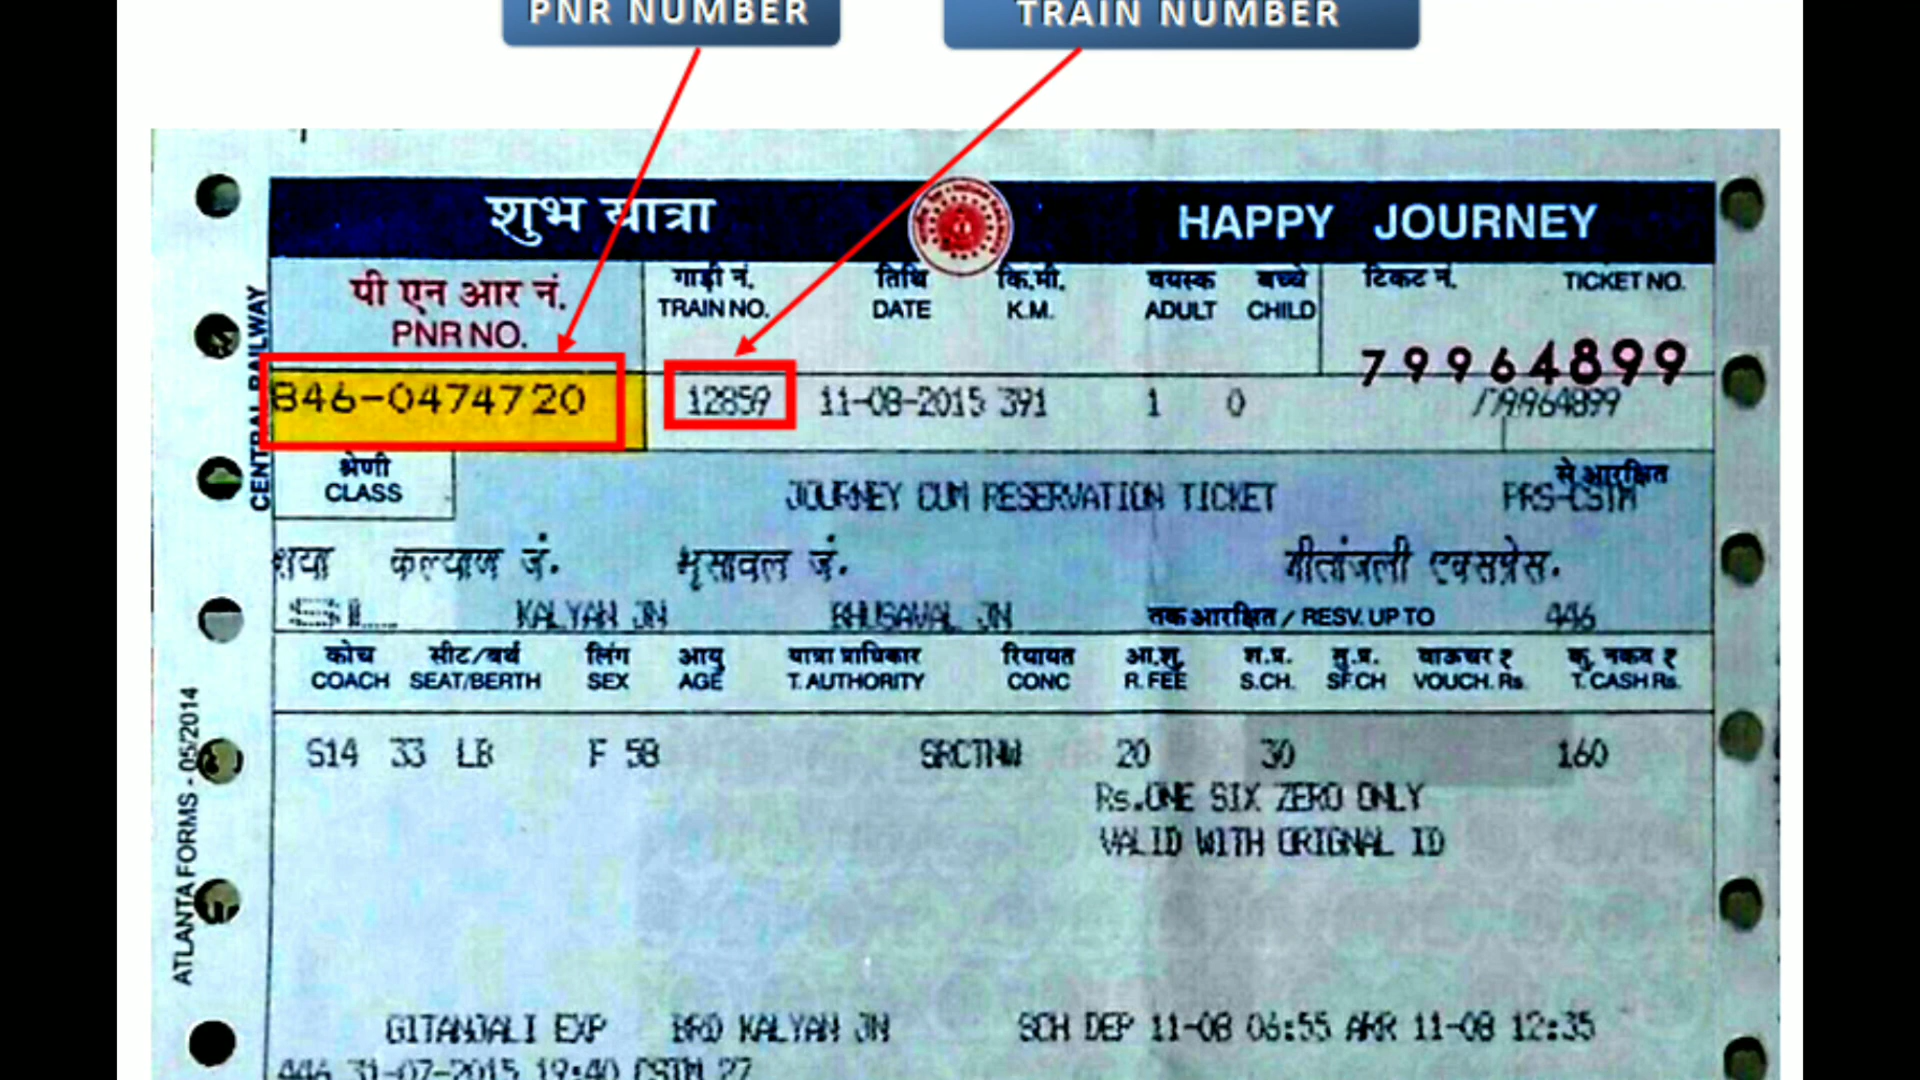 PNR NUMBER TRAIN NUMBER
शुभ यात्रा HAPPY JOURNEY
पी एन आर नं. गाड़ी नं. तिथि कि.मी. वयस्क बच्चे टिकट नं. TICKET NO.
PNR NO. TRAIN NO. DATE K.M. ADULT CHILD
79964899
846-0474720 12859 11-08-2015 391 1 0 79964899
CENTRAL RAILWAY
श्रेणी से आरक्षित
CLASS JOURNEY CUM RESERVATION TICKET PRS-CSTM
शया कल्याण जं. भूसावल जं. गीतांजली एक्सप्रेस.
SL KALYAN JN BHUSAVAL JN तक आरक्षित / RESV. UP TO 446
कोच सीट/बर्थ लिंग आयु यात्रा प्राधिकार रियायत आ.शु. स.प्र. सु.प्र. वाऊचर ₹ कु. नकद ₹
COACH SEAT/BERTH SEX AGE T. AUTHORITY CONC R. FEE S.CH. SF.CH VOUCH. Rs. T. CASH Rs.
S14 33 LB F 58 SRCTNW 20 30 160
Rs.ONE SIX ZERO ONLY
VALID WITH ORIGNAL ID
ATLANTA FORMS - 05/2014
GITANJALI EXP BRD KALYAN JN SCH DEP 11-08 06:55 ARR 11-08 12:35
446 31-07-2015 19:40 CSTM 27